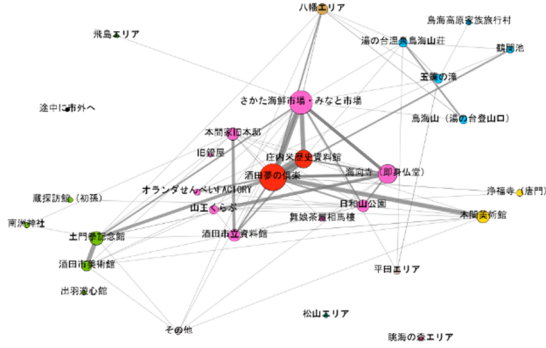 八幡エリア
飛島エリア
鳥海高原家族旅行村
湯の台温泉鳥海山荘
鶴間池
玉簾の滝
途中に市外へ
さかた海鮮市場・みなと市場
鳥海山（湯の台登山口）
本間家旧本邸
旧鐙屋
庄内米歴史資料館
酒田夢の倶楽
海向寺（即身仏堂）
オランダせんべいFACTORY
蔵探訪館（初孫）
浄福寺（唐門）
山王くらぶ
日和山公園
舞娘茶屋相馬楼
本間美術館
南洲神社
土門拳記念館
酒田市立資料館
酒田市美術館
平田エリア
出羽遊心館
松山エリア
その他
眺海の森エリア